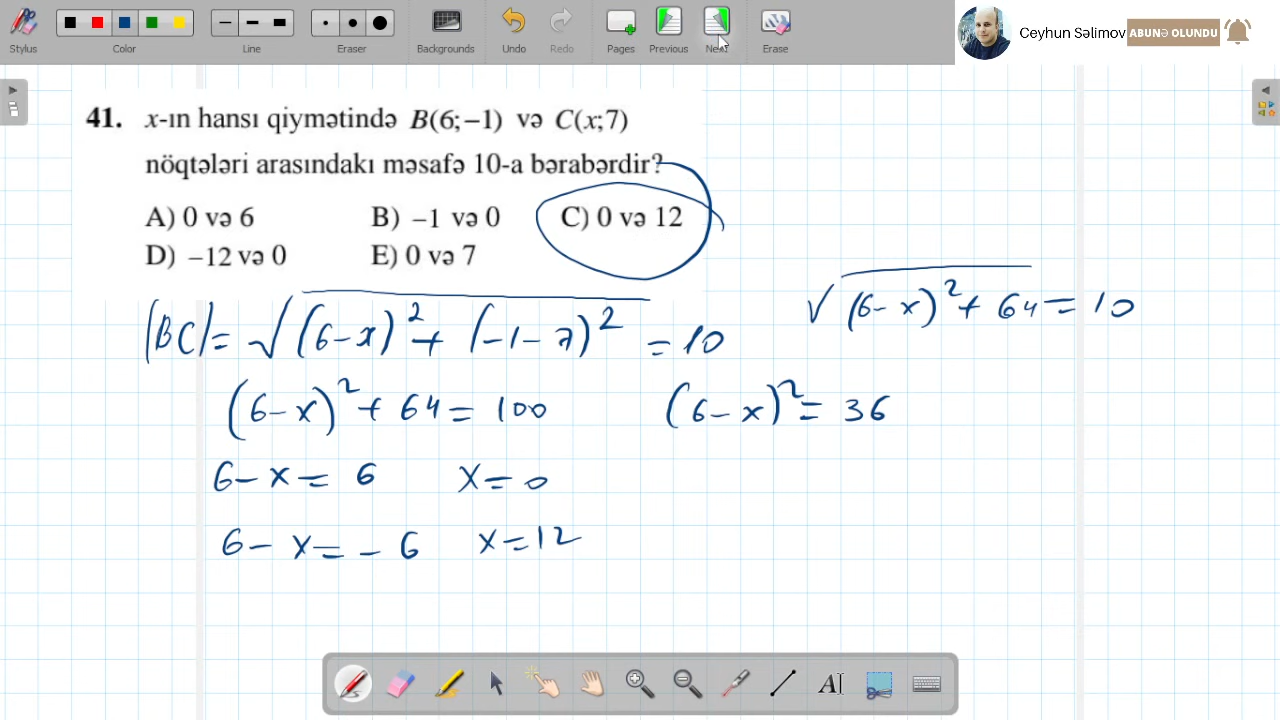 Stylus Color Line Eraser Backgrounds Undo Redo Pages Previous Next Erase
Ceyhun Səlimov ABUNƏ OLUNDU
41. x-ın hansı qiymətində B(6;−1) və C(x;7)
nöqtələri arasındakı məsafə 10-a bərabərdir?
A) 0 və 6 B) −1 və 0 C) 0 və 12
D) −12 və 0 E) 0 və 7
|BC|= √(6−x)²+(−1−7)² = 10
√(6−x)²+64 = 10
(6−x)²+64 = 100 (6−x)² = 36
6−x = 6 x = 0
6−x = −6 x = 12